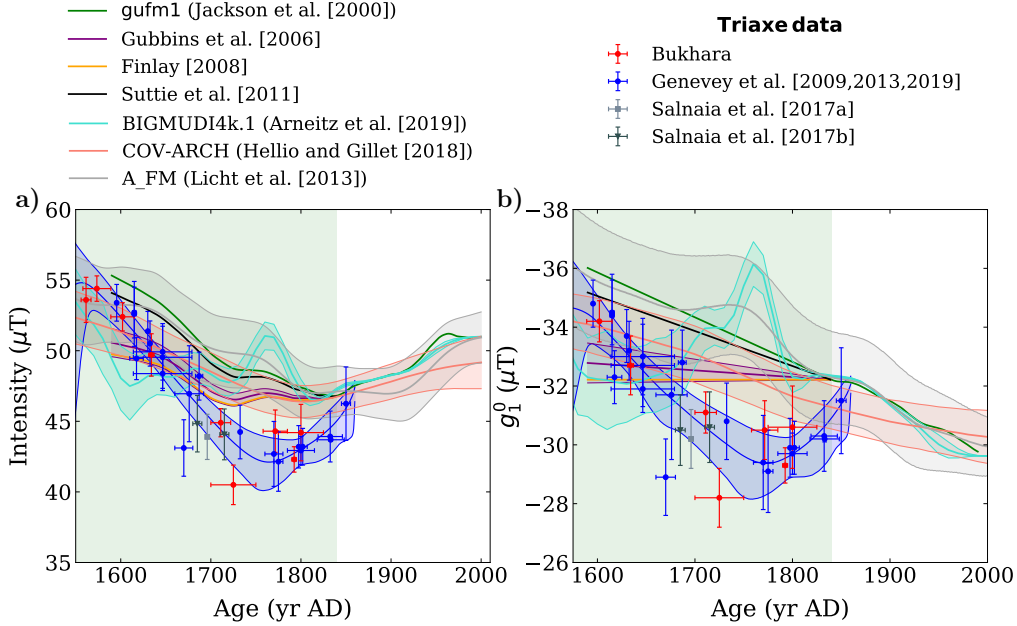 gufm1 (Jackson et al. [2000])
Gubbins et al. [2006]
Finlay [2008]
Suttie et al. [2011]
BIGMUDI4k.1 (Arneitz et al. [2019])
COV-ARCH (Hellio and Gillet [2018])
A_FM (Licht et al. [2013])
Triaxe data
Bukhara
Genevey et al. [2009,2013,2019]
Salnaia et al. [2017a]
Salnaia et al. [2017b]
a)
60
55
50
45
40
35
Intensity (μT)
1600 1700 1800 1900 2000
Age (yr AD)
b)
−38
−36
−34
−32
−30
−28
−26
g₁⁰ (μT)
1600 1700 1800 1900 2000
Age (yr AD)